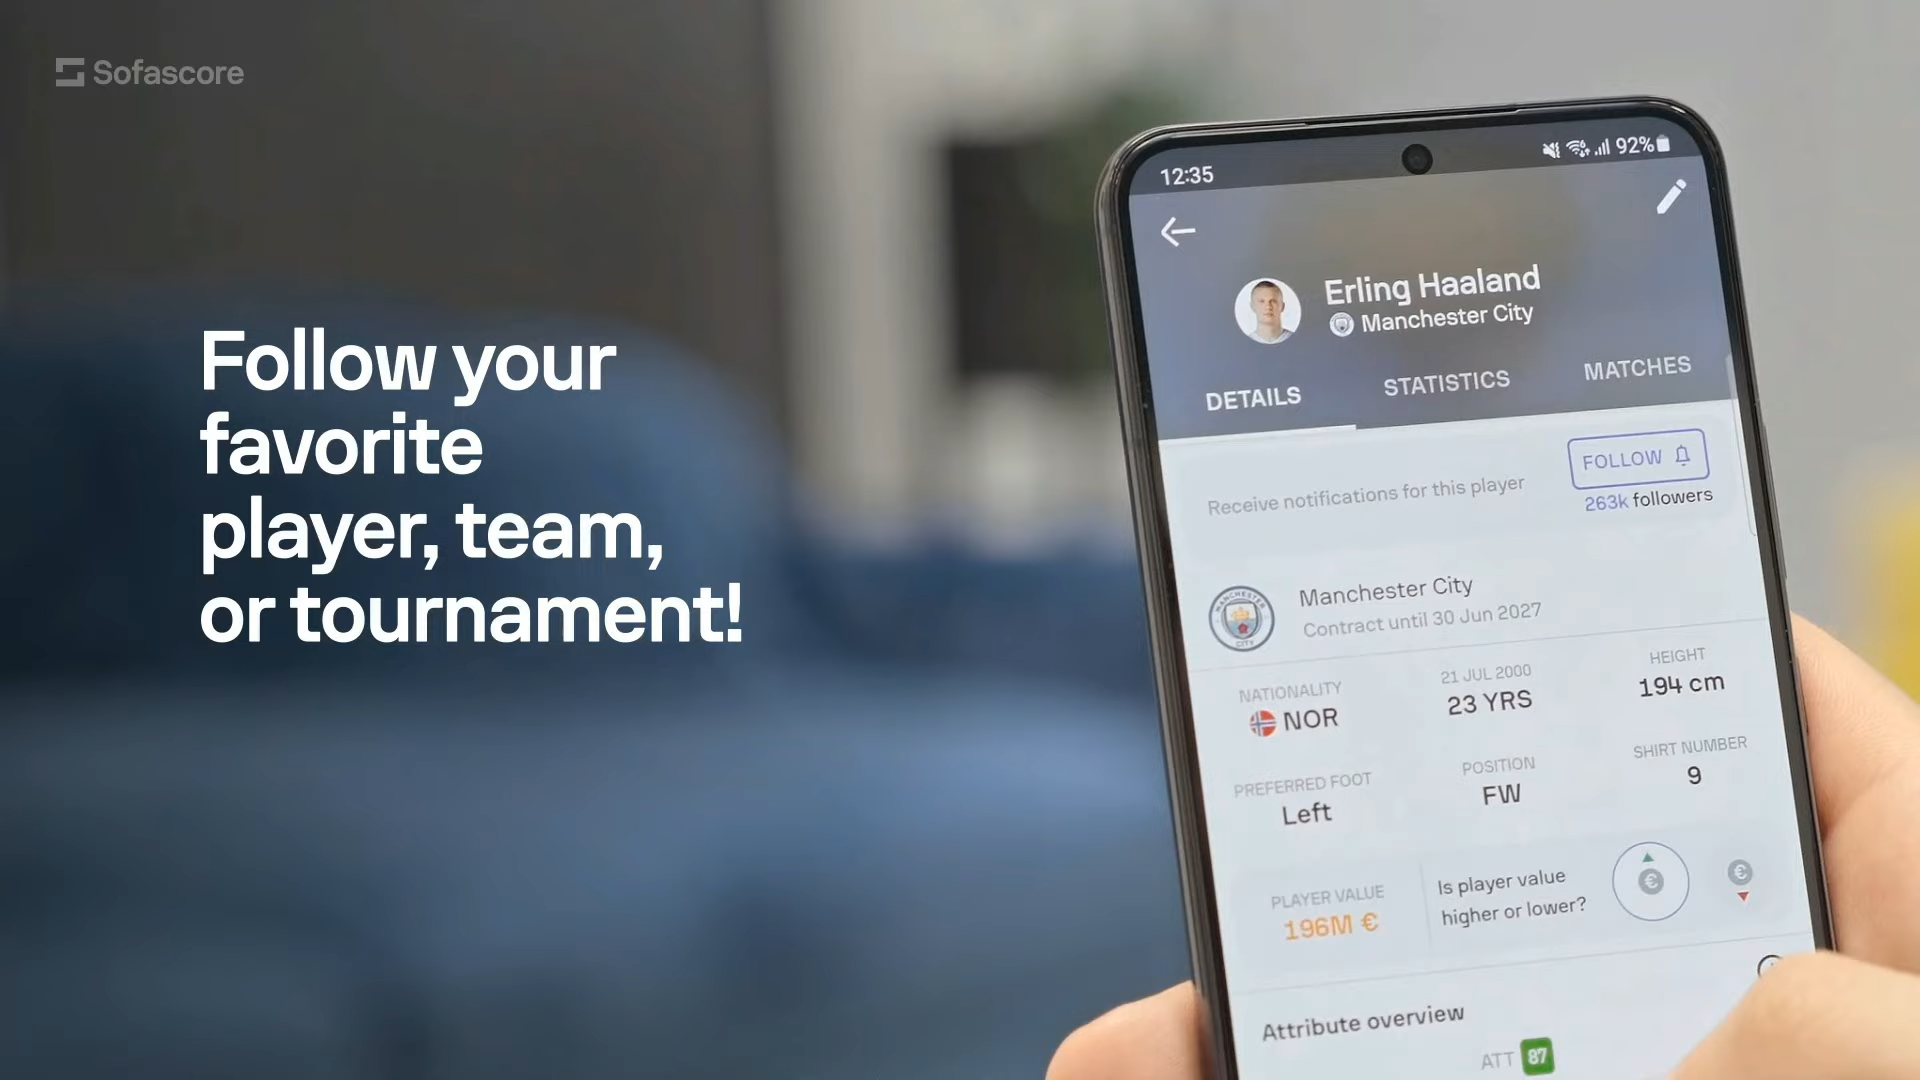 Sofascore
Follow your
favorite
player, team,
or tournament!
12:35
92%
Erling Haaland
Manchester City
DETAILS
STATISTICS
MATCHES
Receive notifications for this player
FOLLOW
263k followers
MANCHESTER
CITY
Manchester City
Contract until 30 Jun 2027
NATIONALITY
NOR
21 JUL 2000
23 YRS
HEIGHT
194 cm
PREFERRED FOOT
Left
POSITION
FW
SHIRT NUMBER
9
PLAYER VALUE
196M €
Is player value
higher or lower?
€
€
Attribute overview
ATT 87